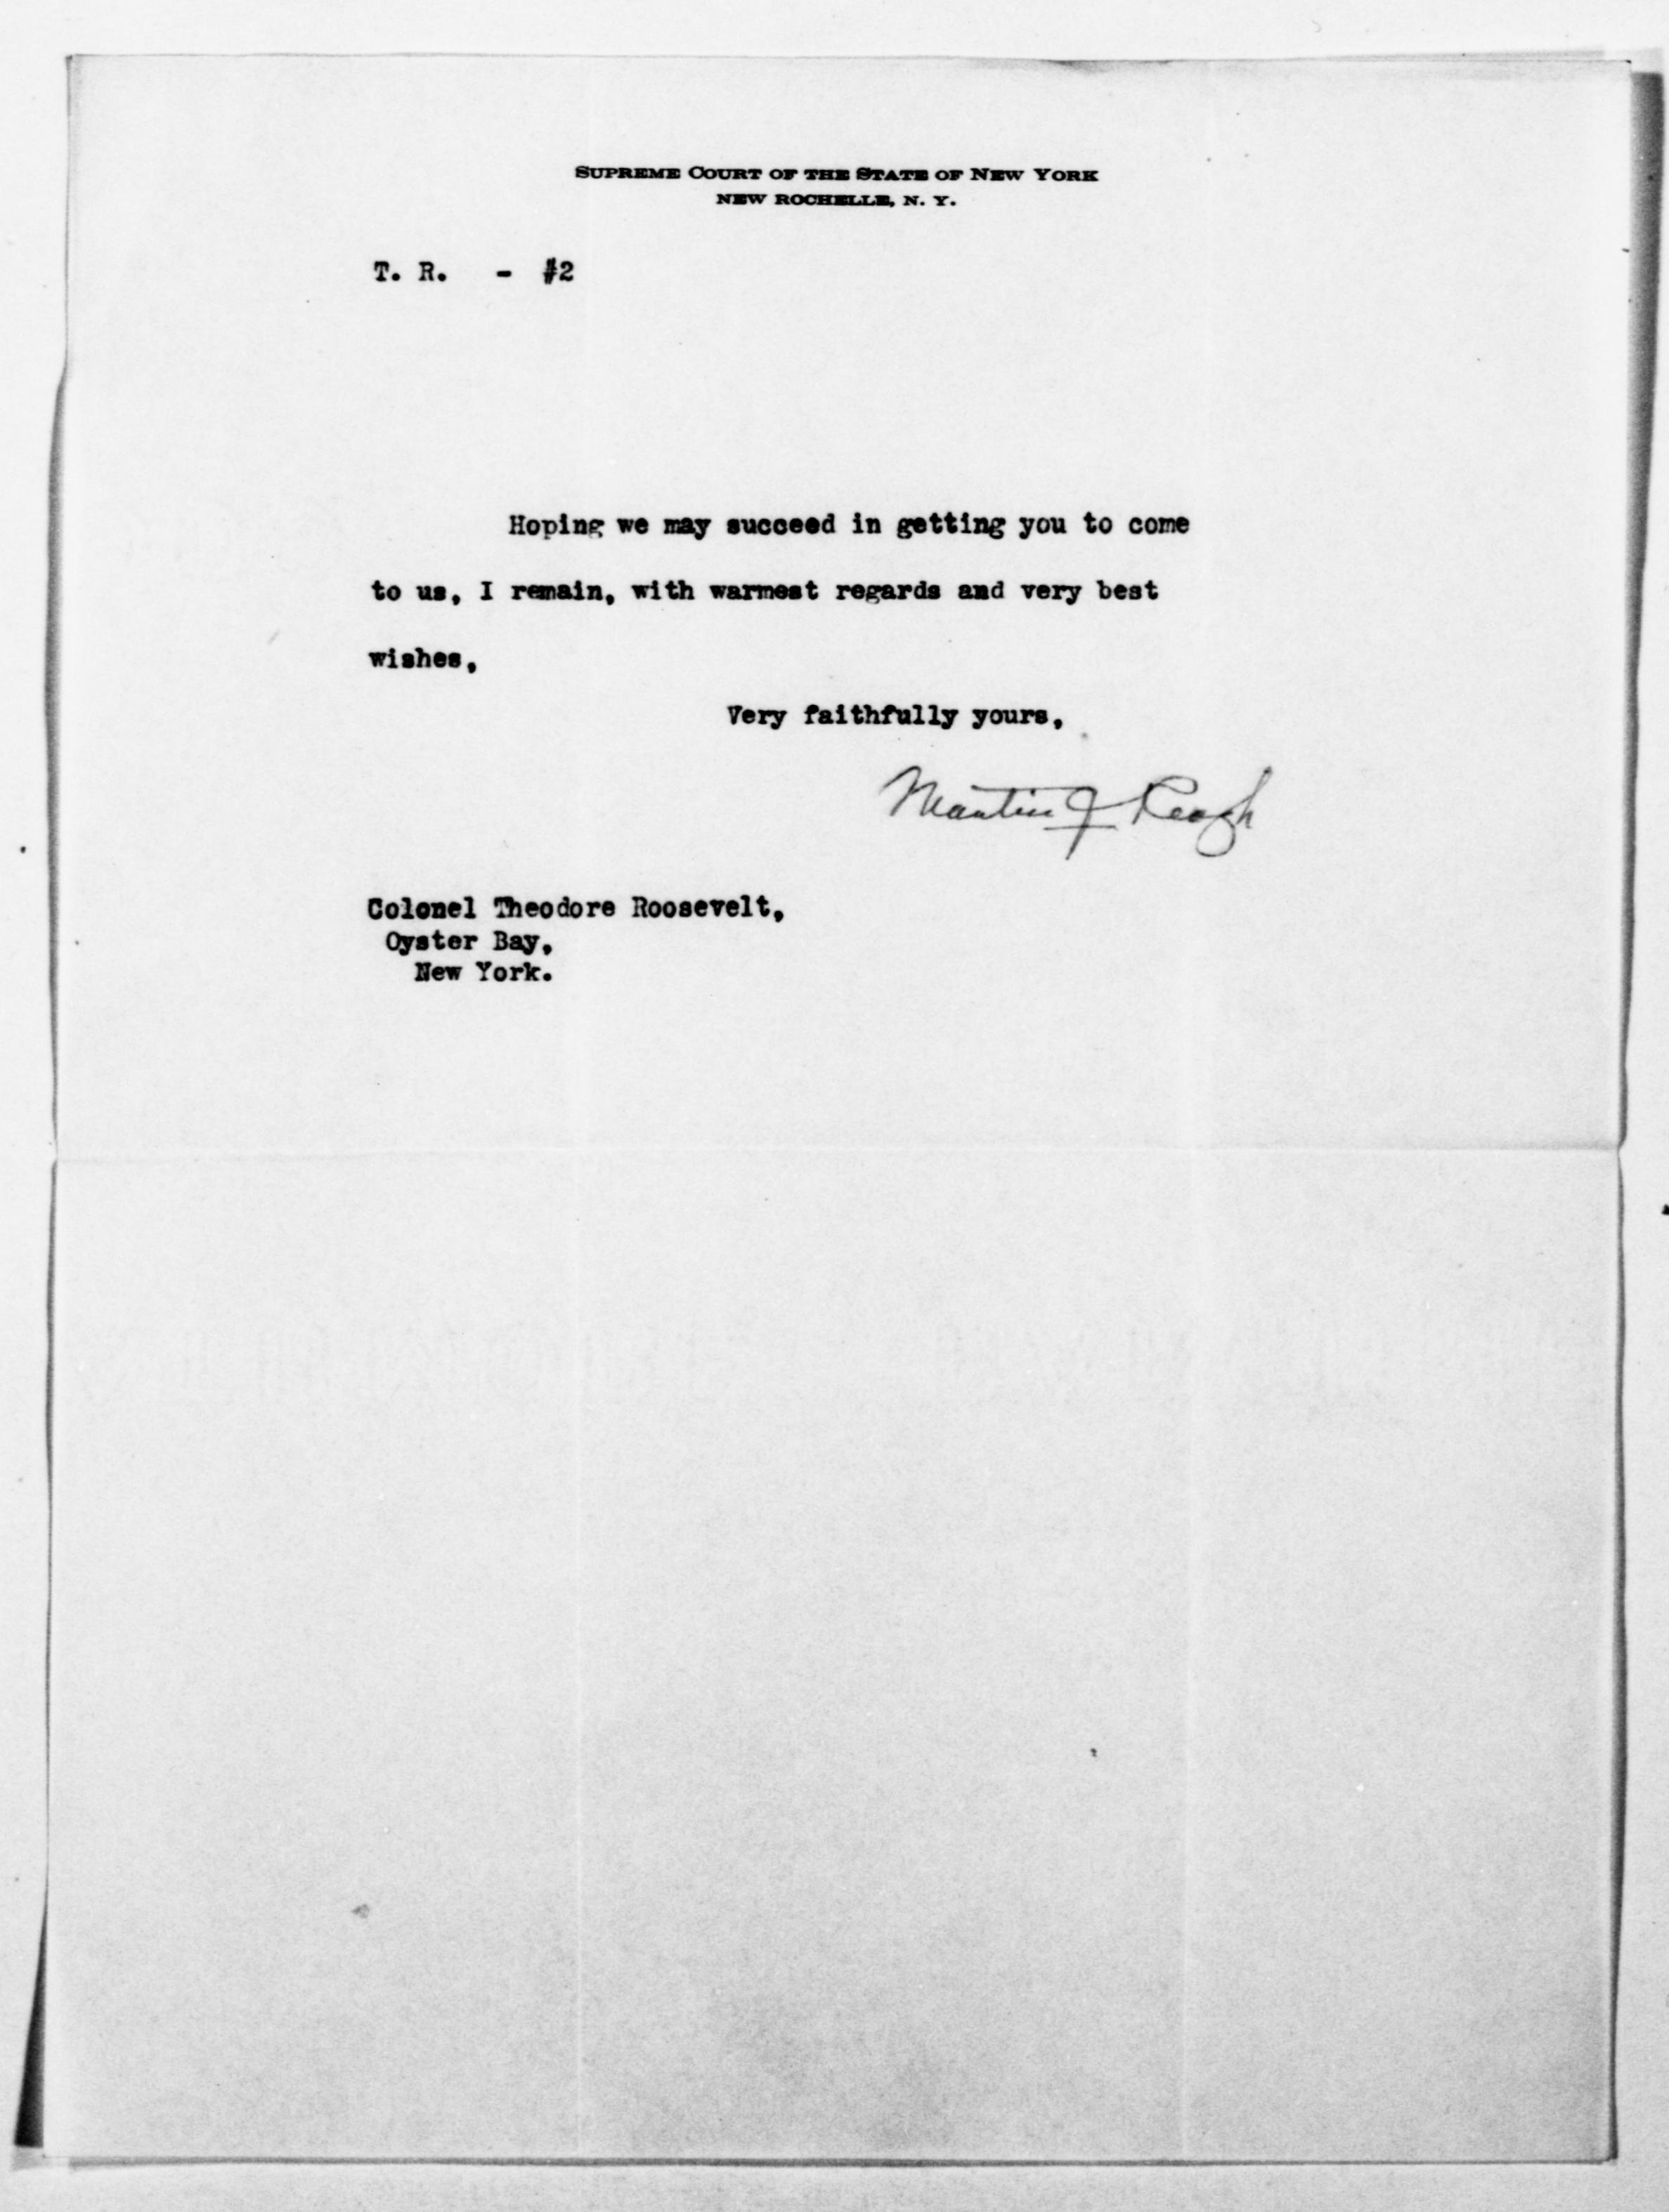 SUPREME COURT OF THE STATE OF NEW YORK
NEW ROCHELLE, N. Y.
T. R. - #2
Hoping we may succeed in getting you to come
to us, I remain, with warmest regards and very best
wishes,
Very faithfully yours,
Martin J Keogh
Colonel Theodore Roosevelt,
Oyster Bay,
New York.